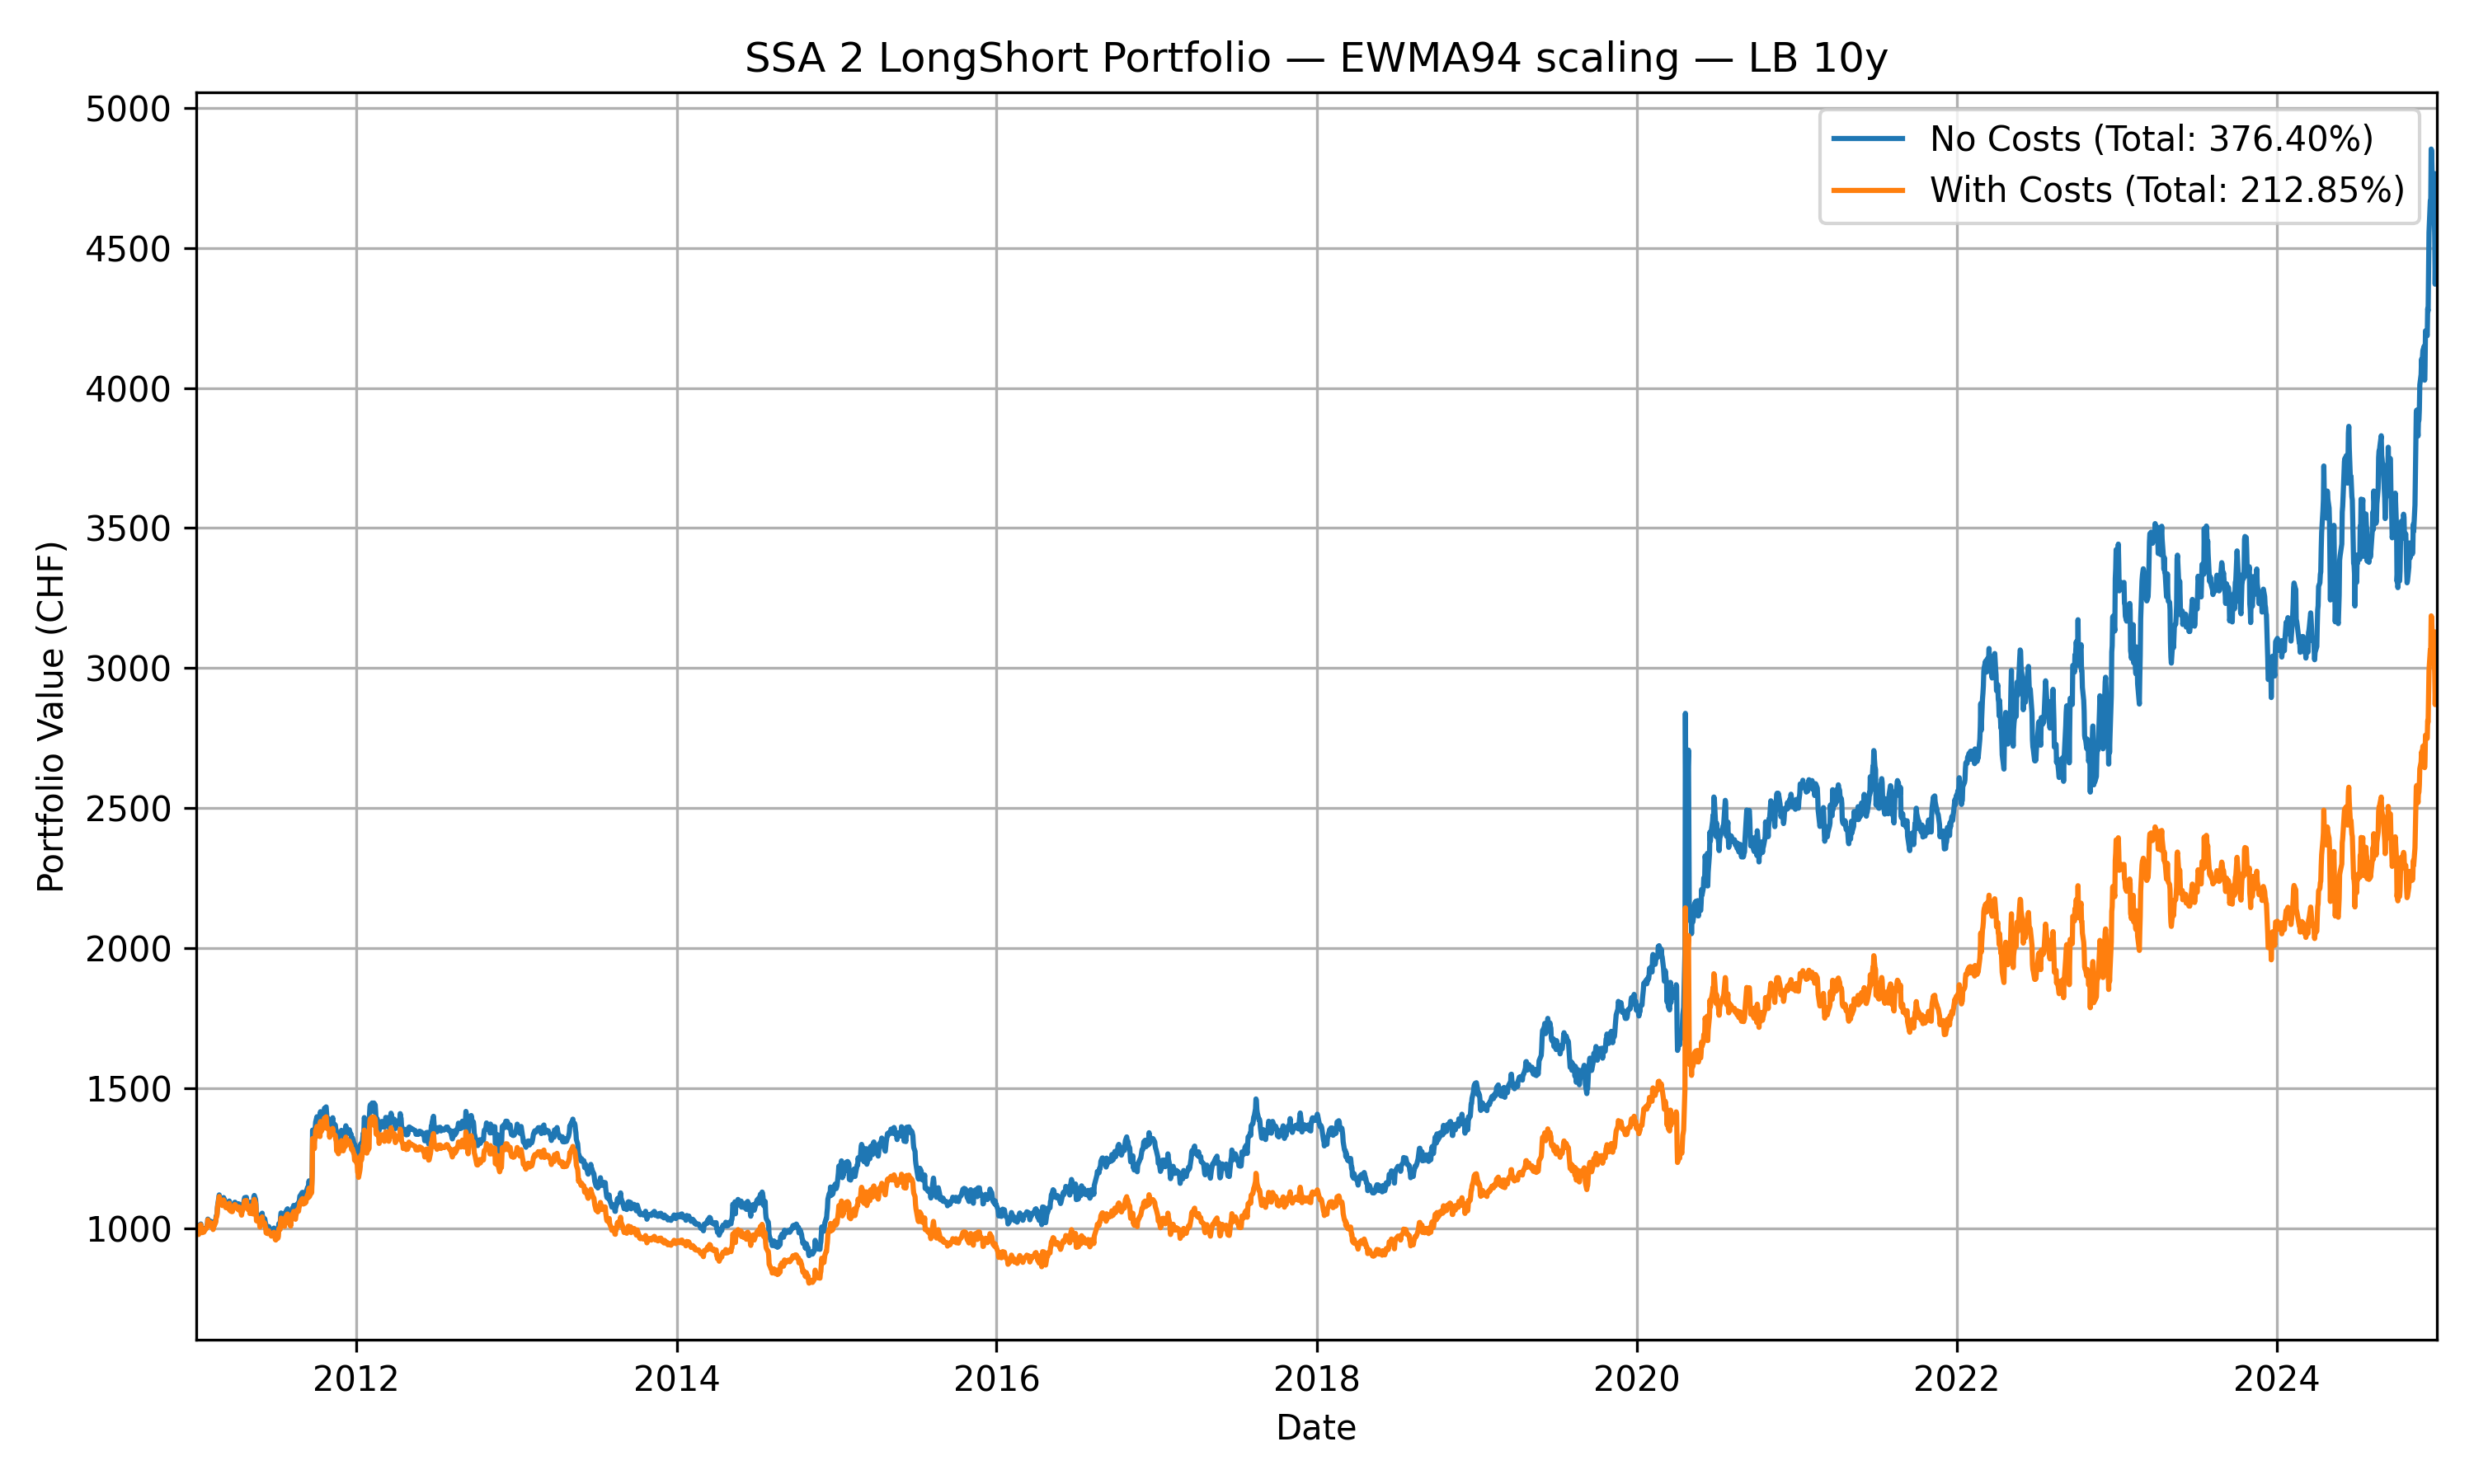 SSA 2 LongShort Portfolio — EWMA94 scaling — LB 10y
No Costs (Total: 376.40%)
With Costs (Total: 212.85%)
Portfolio Value (CHF)
5000
4500
4000
3500
3000
2500
2000
1500
1000
2012 2014 2016 2018 2020 2022 2024
Date